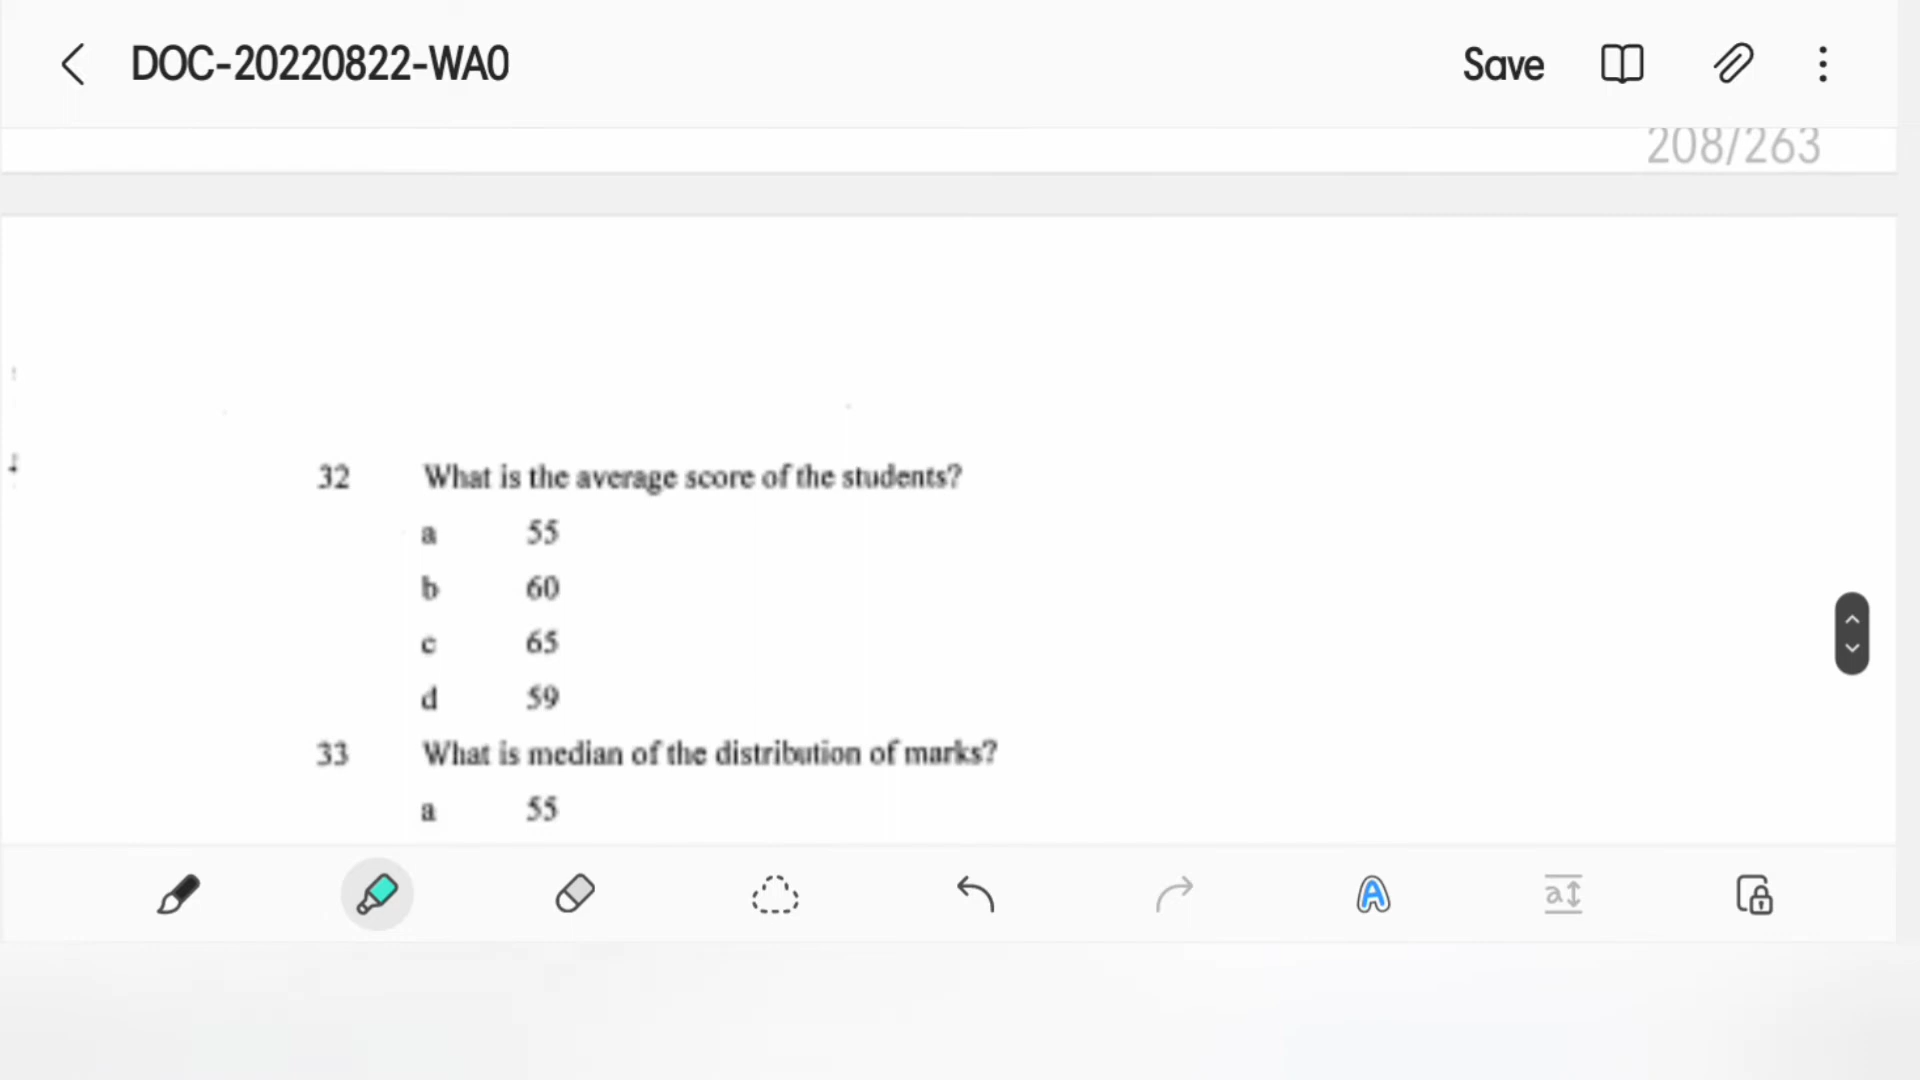 DOC-20220822-WA0
Save
208/263
32 What is the average score of the students?
a 55
b 60
c 65
d 59
33 What is median of the distribution of marks?
a 55
A
a